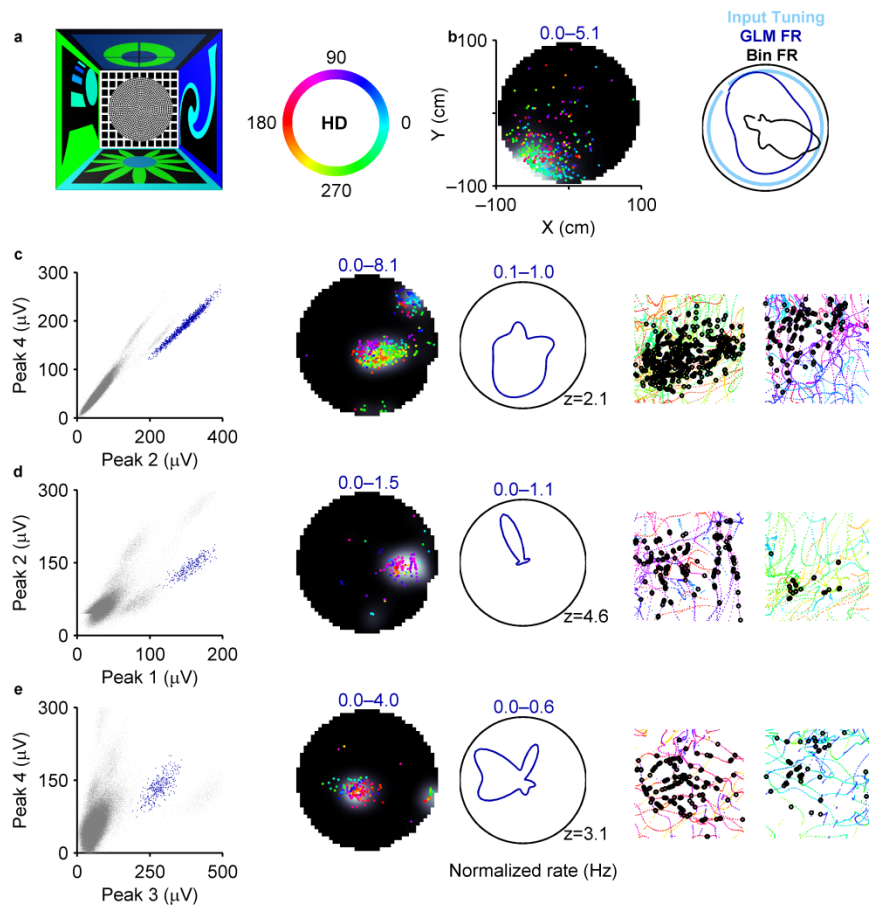 a
90
180
HD
0
270
b
0.0–5.1
100
Y (cm)
–100
–100
100
X (cm)
Input Tuning
GLM FR
Bin FR
c
300
200
100
0
Peak 4 (μV)
0
200
400
Peak 2 (μV)
0.0–8.1
0.1–1.0
z=2.1
d
300
150
0
Peak 2 (μV)
0
100
200
Peak 1 (μV)
0.0–1.5
0.0–1.1
z=4.6
e
300
150
0
Peak 4 (μV)
0
250
500
Peak 3 (μV)
0.0–4.0
0.0–0.6
z=3.1
Normalized rate (Hz)